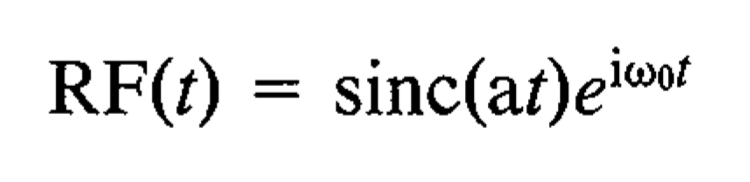 RF(t) = sinc(at)e^{iω₀t}